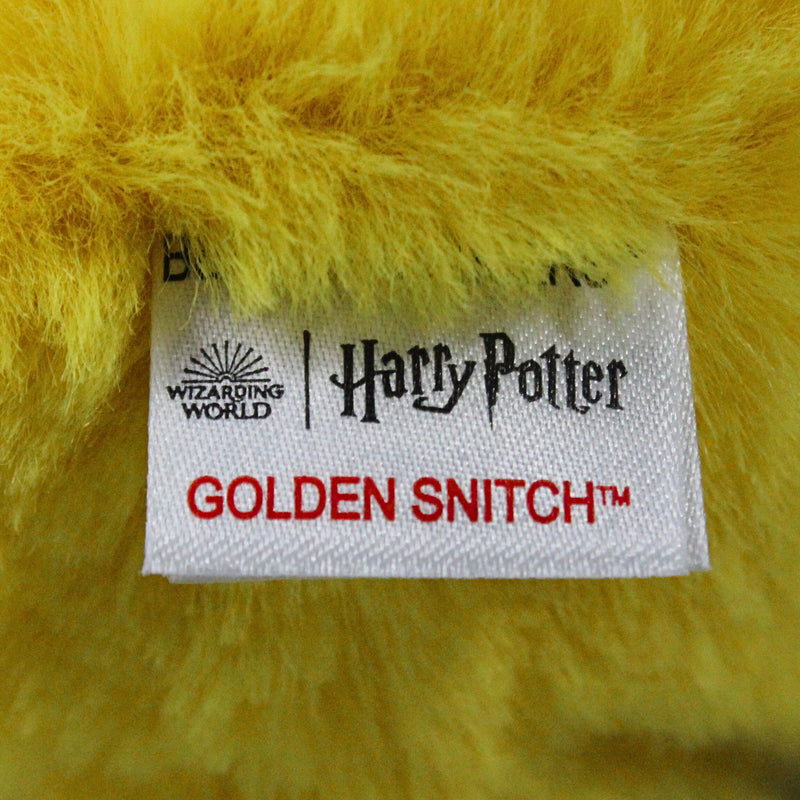 WIZARDING
WORLD
Harry Potter
GOLDEN SNITCH™